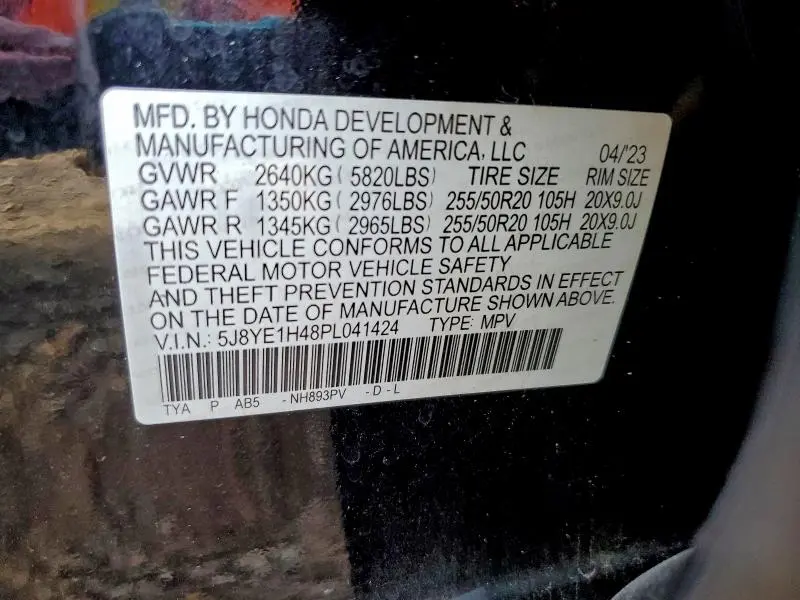 MFD. BY HONDA DEVELOPMENT &
MANUFACTURING OF AMERICA, LLC 04/'23
GVWR 2640KG ( 5820LBS) TIRE SIZE RIM SIZE
GAWR F 1350KG ( 2976LBS) 255/50R20 105H 20X9.0J
GAWR R 1345KG ( 2965LBS) 255/50R20 105H 20X9.0J
THIS VEHICLE CONFORMS TO ALL APPLICABLE
FEDERAL MOTOR VEHICLE SAFETY
AND THEFT PREVENTION STANDARDS IN EFFECT
ON THE DATE OF MANUFACTURE SHOWN ABOVE.
V.I.N.: 5J8YE1H48PL041424 TYPE: MPV
TYA P AB5 - NH893PV - D - L